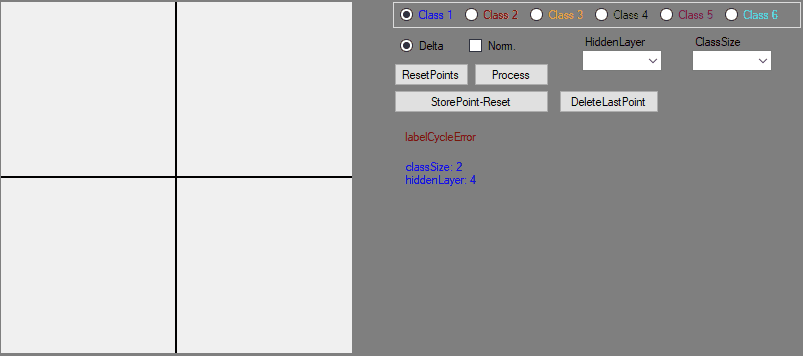 Class 1 Class 2 Class 3 Class 4 Class 5 Class 6
Delta Norm. HiddenLayer ClassSize
ResetPoints Process
StorePoint-Reset DeleteLastPoint
labelCycleError
classSize: 2
hiddenLayer: 4